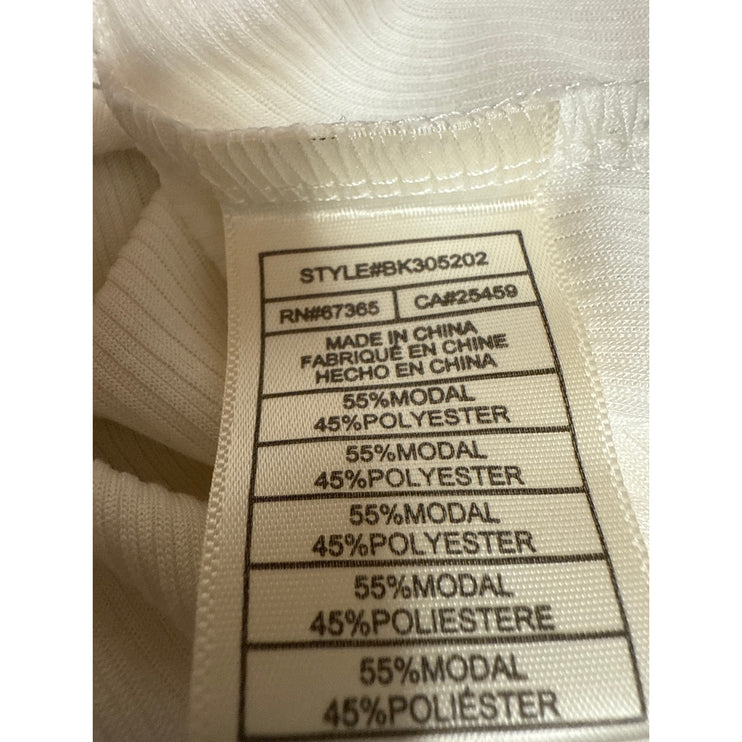 STYLE#BK305202
RN#67365 CA#25459
MADE IN CHINA
FABRIQUÉ EN CHINE
HECHO EN CHINA
55%MODAL
45%POLYESTER
55%MODAL
45%POLYESTER
55%MODAL
45%POLYESTER
55%MODAL
45%POLIESTERE
55%MODAL
45%POLIÉSTER